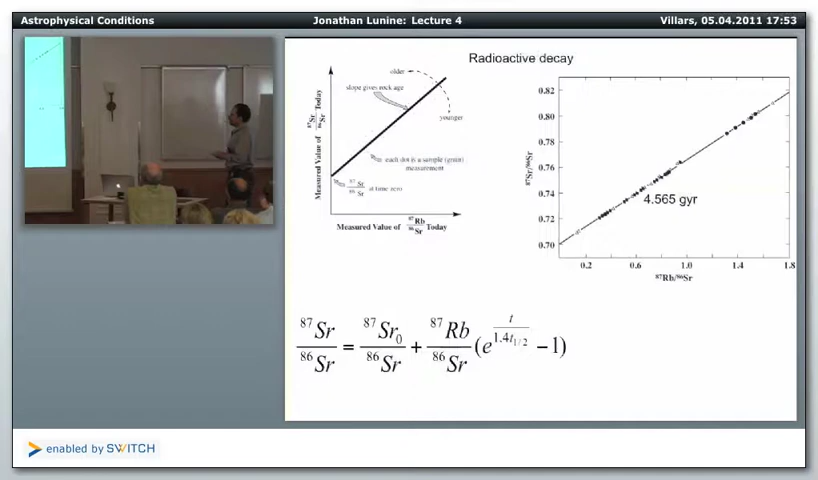 Astrophysical Conditions
Jonathan Lunine: Lecture 4
Villars, 05.04.2011 17:53
Radioactive decay
older
slope gives rock age
younger
each dot is a sample (grain)
measurement
87Sr
86Sr
at time zero
Measured Value of 87Sr/86Sr Today
Measured Value of 87Rb/86Sr Today
0.82
0.80
0.78
0.76
0.74
0.72
0.70
87Sr/86Sr
4.565 gyr
0.2 0.6 1.0 1.4 1.8
87Rb/86Sr
87Sr/86Sr = 87Sr0/86Sr + 87Rb/86Sr (e^(t/1.4t1/2) − 1)
enabled by SWITCH